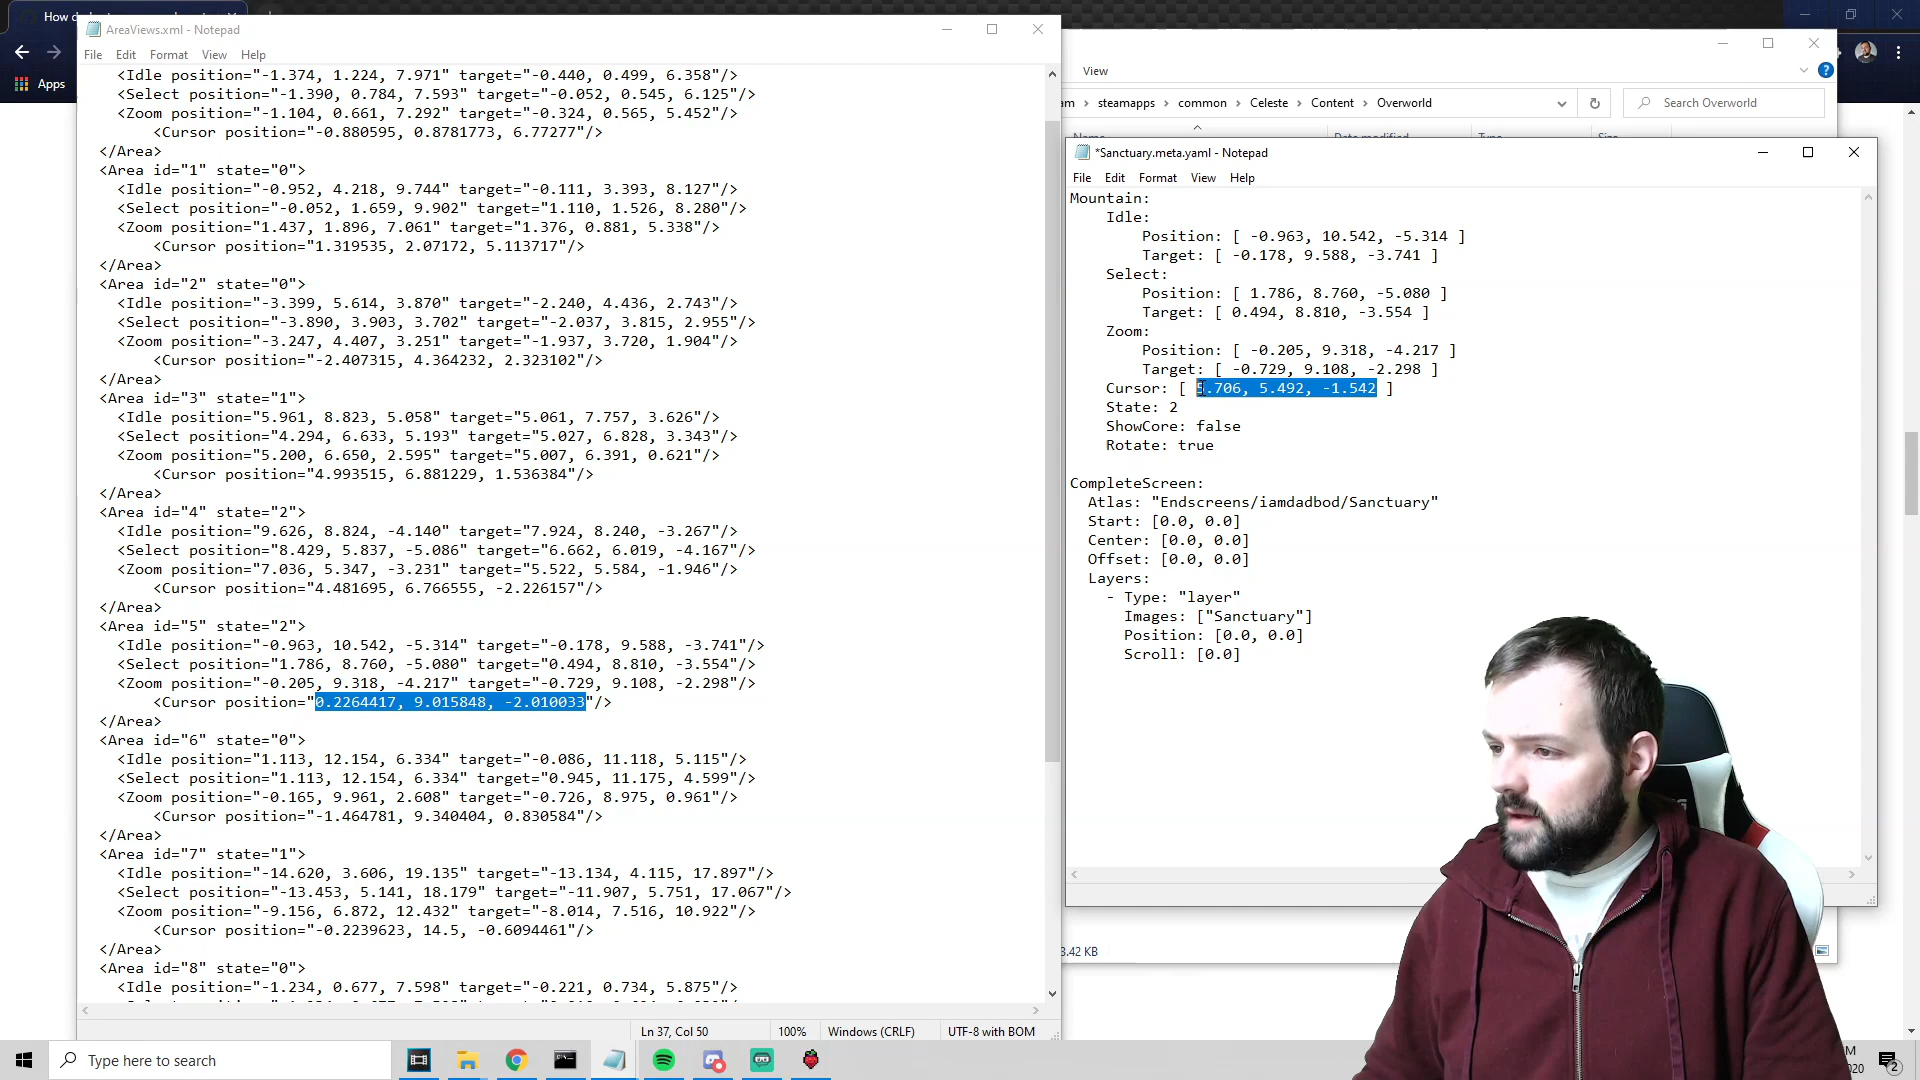 How d
Apps
AreaViews.xml - Notepad
File Edit Format View Help
<Idle position="-1.374, 1.224, 7.971" target="-0.440, 0.499, 6.358"/>
<Select position="-1.390, 0.784, 7.593" target="-0.052, 0.545, 6.125"/>
<Zoom position="-1.104, 0.661, 7.292" target="-0.324, 0.565, 5.452"/>
<Cursor position="-0.880595, 0.8781773, 6.77277"/>
</Area>
<Area id="1" state="0">
<Idle position="-0.952, 4.218, 9.744" target="-0.111, 3.393, 8.127"/>
<Select position="-0.052, 1.659, 9.902" target="1.110, 1.526, 8.280"/>
<Zoom position="1.437, 1.896, 7.061" target="1.376, 0.881, 5.338"/>
<Cursor position="1.319535, 2.07172, 5.113717"/>
</Area>
<Area id="2" state="0">
<Idle position="-3.399, 5.614, 3.870" target="-2.240, 4.436, 2.743"/>
<Select position="-3.890, 3.903, 3.702" target="-2.037, 3.815, 2.955"/>
<Zoom position="-3.247, 4.407, 3.251" target="-1.937, 3.720, 1.904"/>
<Cursor position="-2.407315, 4.364232, 2.323102"/>
</Area>
<Area id="3" state="1">
<Idle position="5.961, 8.823, 5.058" target="5.061, 7.757, 3.626"/>
<Select position="4.294, 6.633, 5.193" target="5.027, 6.828, 3.343"/>
<Zoom position="5.200, 6.650, 2.595" target="5.007, 6.391, 0.621"/>
<Cursor position="4.993515, 6.881229, 1.536384"/>
</Area>
<Area id="4" state="2">
<Idle position="9.626, 8.824, -4.140" target="7.924, 8.240, -3.267"/>
<Select position="8.429, 5.837, -5.086" target="6.662, 6.019, -4.167"/>
<Zoom position="7.036, 5.347, -3.231" target="5.522, 5.584, -1.946"/>
<Cursor position="4.481695, 6.766555, -2.226157"/>
</Area>
<Area id="5" state="2">
<Idle position="-0.963, 10.542, -5.314" target="-0.178, 9.588, -3.741"/>
<Select position="1.786, 8.760, -5.080" target="0.494, 8.810, -3.554"/>
<Zoom position="-0.205, 9.318, -4.217" target="-0.729, 9.108, -2.298"/>
<Cursor position="0.2264417, 9.015848, -2.010033"/>
</Area>
<Area id="6" state="0">
<Idle position="1.113, 12.154, 6.334" target="-0.086, 11.118, 5.115"/>
<Select position="1.113, 12.154, 6.334" target="0.945, 11.175, 4.599"/>
<Zoom position="-0.165, 9.961, 2.608" target="-0.726, 8.975, 0.961"/>
<Cursor position="-1.464781, 9.340404, 0.830584"/>
</Area>
<Area id="7" state="1">
<Idle position="-14.620, 3.606, 19.135" target="-13.134, 4.115, 17.897"/>
<Select position="-13.453, 5.141, 18.179" target="-11.907, 5.751, 17.067"/>
<Zoom position="-9.156, 6.872, 12.432" target="-8.014, 7.516, 10.922"/>
<Cursor position="-0.2239623, 14.5, -0.6094461"/>
</Area>
<Area id="8" state="0">
<Idle position="-1.234, 0.677, 7.598" target="-0.221, 0.734, 5.875"/>
Ln 37, Col 50 100% Windows (CRLF) UTF-8 with BOM
View
am steamapps common Celeste Content Overworld
Search Overworld
Name Date modified Type Size
*Sanctuary.meta.yaml - Notepad
File Edit Format View Help
Mountain:
Idle:
Position: [ -0.963, 10.542, -5.314 ]
Target: [ -0.178, 9.588, -3.741 ]
Select:
Position: [ 1.786, 8.760, -5.080 ]
Target: [ 0.494, 8.810, -3.554 ]
Zoom:
Position: [ -0.205, 9.318, -4.217 ]
Target: [ -0.729, 9.108, -2.298 ]
Cursor: [ .706, 5.492, -1.542 ]
State: 2
ShowCore: false
Rotate: true
CompleteScreen:
Atlas: "Endscreens/iamdadbod/Sanctuary"
Start: [0.0, 0.0]
Center: [0.0, 0.0]
Offset: [0.0, 0.0]
Layers:
- Type: "layer"
Images: ["Sanctuary"]
Position: [0.0, 0.0]
Scroll: [0.0]
3.42 KB
Type here to search
M
020
2